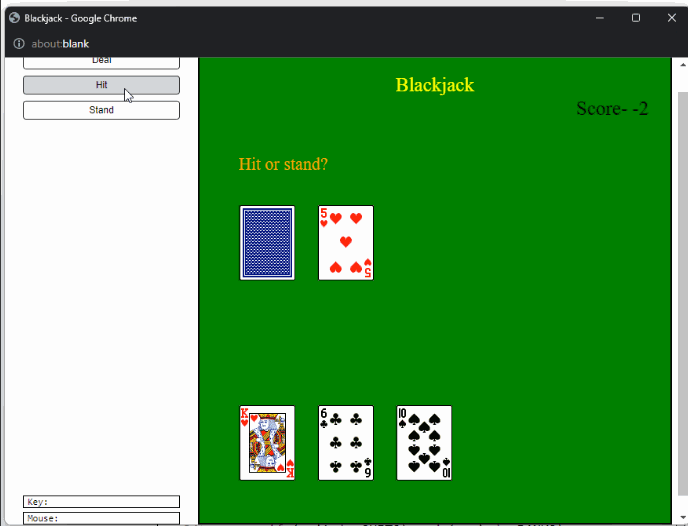 Blackjack - Google Chrome
about:blank
Deal
Hit
Stand
Blackjack
Score- -2
Hit or stand?
5
5
K
K
6
6
10
10
Key:
Mouse: